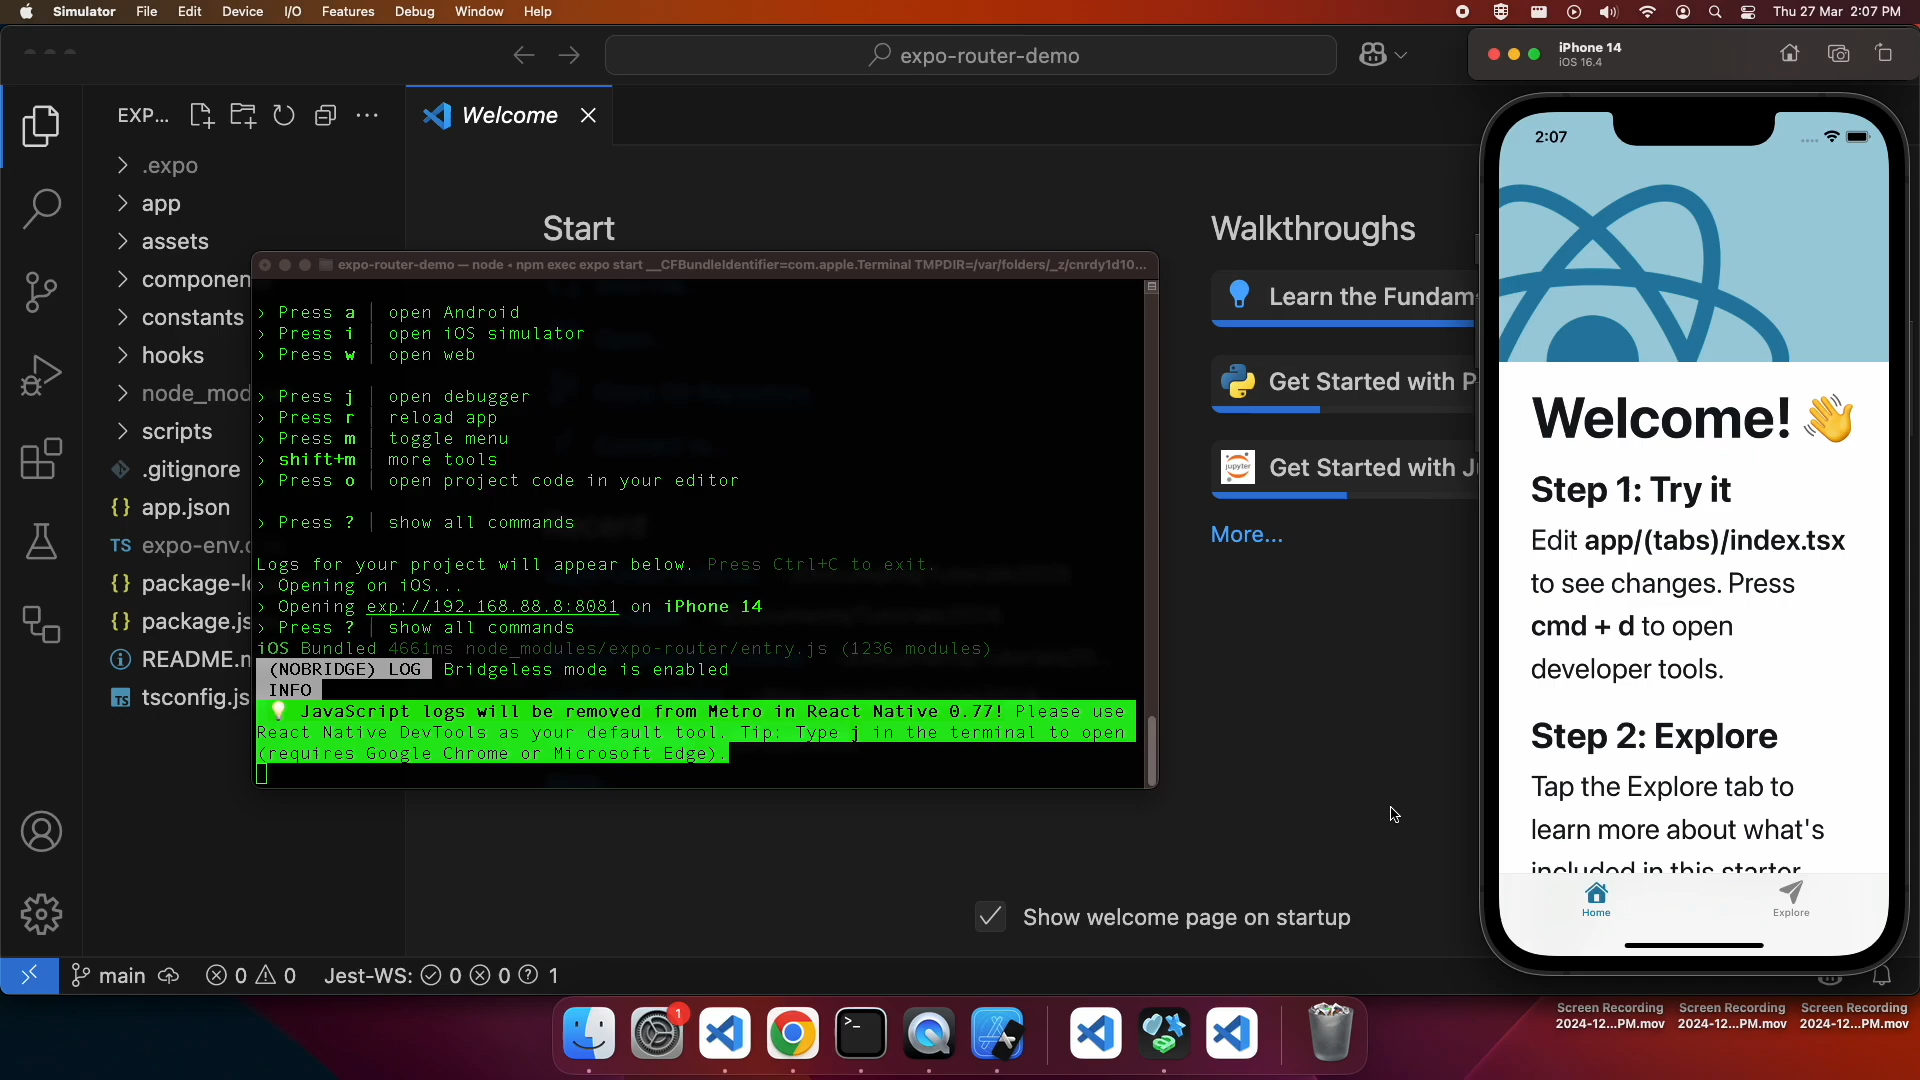 Simulator File Edit Device I/O Features Debug Window Help
Thu 27 Mar 2:07 PM
expo-router-demo
iPhone 14
iOS 16.4
EXP...
Welcome
.expo
app
assets
componen
constants
hooks
node_mod
scripts
.gitignore
{} app.json
TS expo-env.
{} package-l
{} package.js
README.
TS tsconfig.js
Start
Walkthroughs
Learn the Fundam
Get Started with P
jupyter
Get Started with J
More...
Show welcome page on startup
expo-router-demo — node ◂ npm exec expo start __CFBundleIdentifier=com.apple.Terminal TMPDIR=/var/folders/_z/cnrdy1d10...
› Press a │ open Android
› Press i │ open iOS simulator
› Press w │ open web
› Press j │ open debugger
› Press r │ reload app
› Press m │ toggle menu
› shift+m │ more tools
› Press o │ open project code in your editor
› Press ? │ show all commands
Logs for your project will appear below. Press Ctrl+C to exit.
› Opening on iOS...
› Opening exp://192.168.88.8:8081 on iPhone 14
› Press ? │ show all commands
iOS Bundled 4661ms node_modules/expo-router/entry.js (1236 modules)
(NOBRIDGE) LOG Bridgeless mode is enabled
INFO
💡 JavaScript logs will be removed from Metro in React Native 0.77! Please use
React Native DevTools as your default tool. Tip: Type j in the terminal to open
(requires Google Chrome or Microsoft Edge).
2:07
Welcome! 👋
Step 1: Try it
Edit app/(tabs)/index.tsx
to see changes. Press
cmd + d to open
developer tools.
Step 2: Explore
Tap the Explore tab to
learn more about what's
included in this starter
Home
Explore
main
0 0
Jest-WS: 0 0 1
1
Screen Recording
2024-12...PM.mov
Screen Recording
2024-12...PM.mov
Screen Recording
2024-12...PM.mov